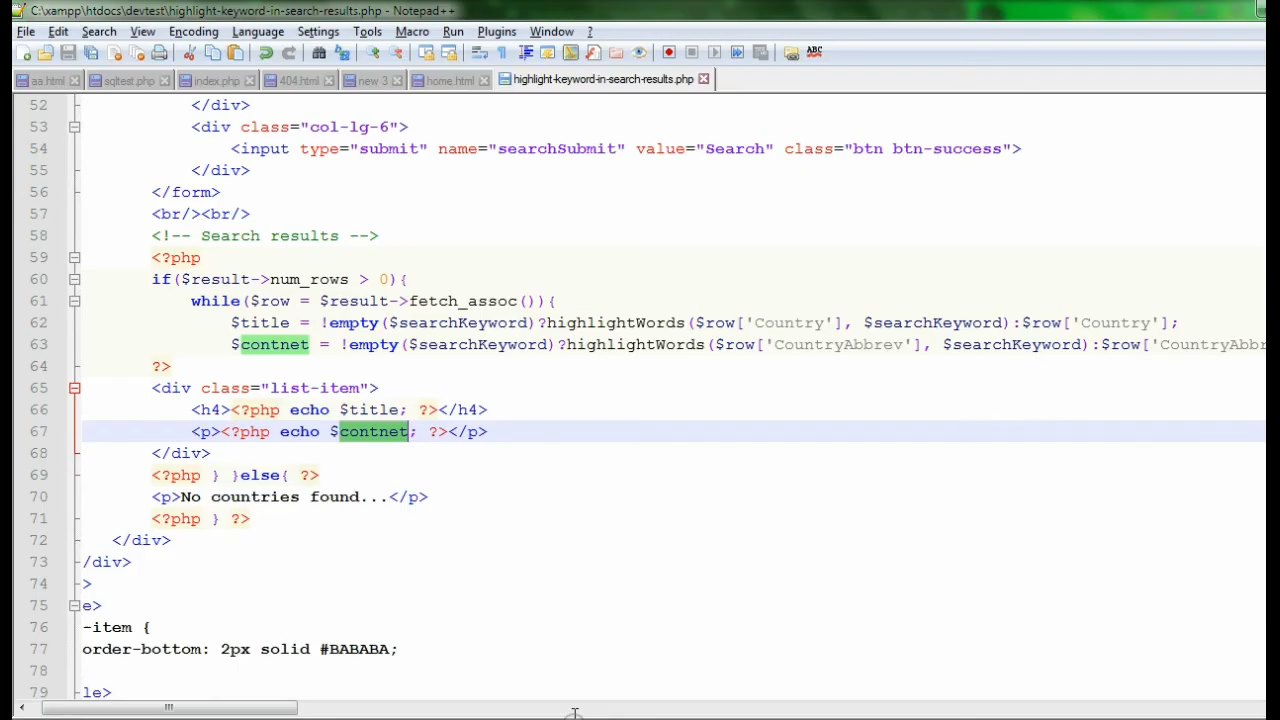 C:\xampp\htdocs\devtest\highlight-keyword-in-search-results.php - Notepad++
File Edit Search View Encoding Language Settings Tools Macro Run Plugins Window ?
ABC
aa.html sqltest.php index.php 404.html new 3 home.html highlight-keyword-in-search-results.php
52 </div>
53 <div class="col-lg-6">
54 <input type="submit" name="searchSubmit" value="Search" class="btn btn-success">
55 </div>
56 </form>
57 <br/><br/>
58 <!-- Search results -->
59 <?php
60 if($result->num_rows > 0){
61 while($row = $result->fetch_assoc()){
62 $title = !empty($searchKeyword)?highlightWords($row['Country'], $searchKeyword):$row['Country'];
63 $contnet = !empty($searchKeyword)?highlightWords($row['CountryAbbrev'], $searchKeyword):$row['CountryAbbr
64 ?>
65 <div class="list-item">
66 <h4><?php echo $title; ?></h4>
67 <p><?php echo $contnet; ?></p>
68 </div>
69 <?php } }else{ ?>
70 <p>No countries found...</p>
71 <?php } ?>
72 </div>
73 /div>
74 >
75 e>
76 -item {
77 order-bottom: 2px solid #BABABA;
78
79 le>